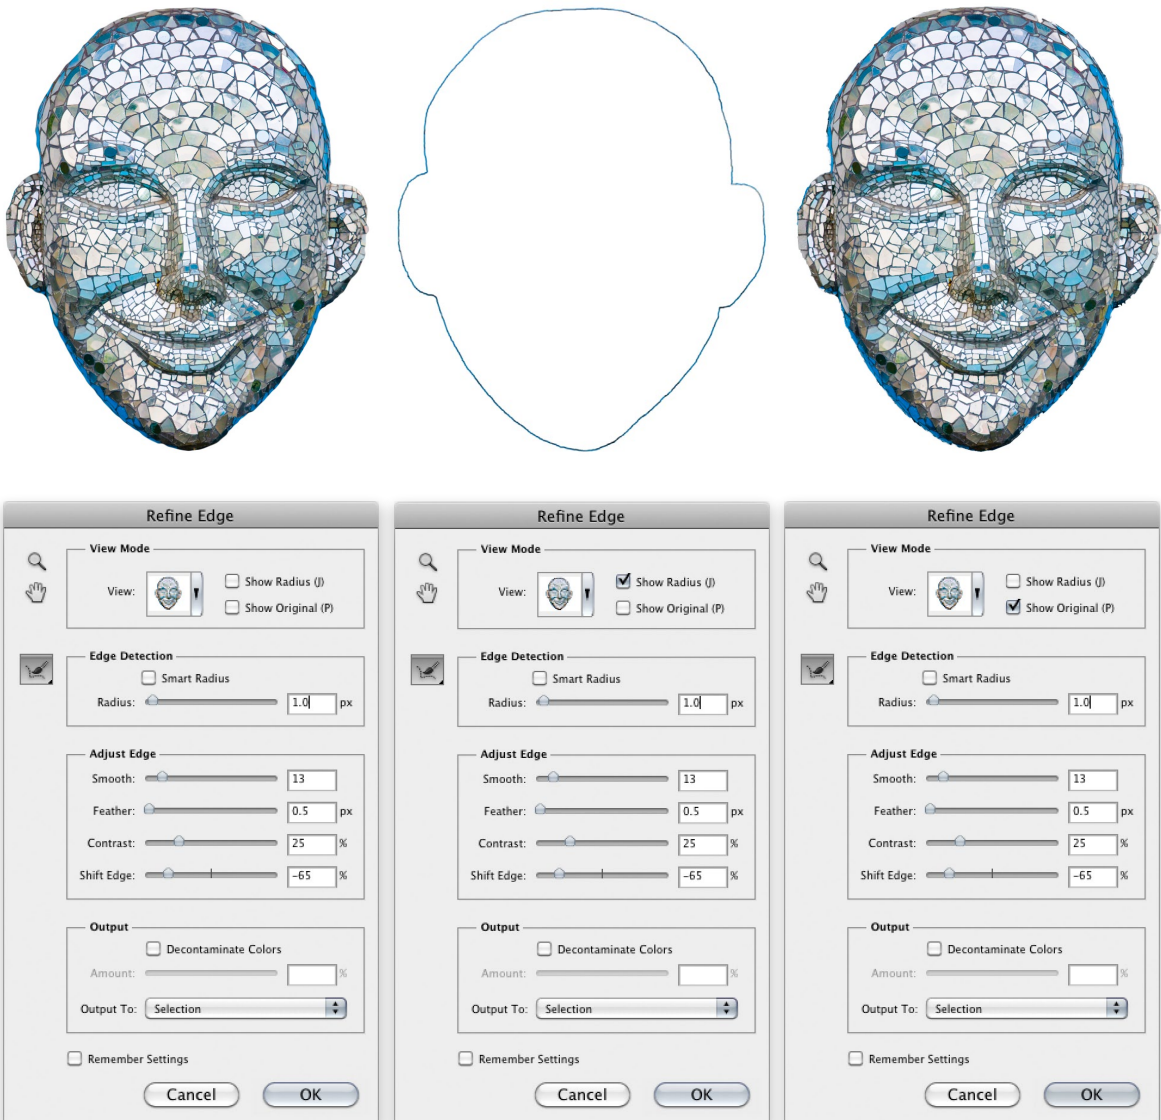 Refine Edge
View Mode
View:
Show Radius (J)
Show Original (P)
Edge Detection
Smart Radius
Radius: 1.0 px
Adjust Edge
Smooth: 13
Feather: 0.5 px
Contrast: 25 %
Shift Edge: -65 %
Output
Decontaminate Colors
Amount: %
Output To: Selection
Remember Settings
Cancel OK
Refine Edge
View Mode
View:
Show Radius (J)
Show Original (P)
Edge Detection
Smart Radius
Radius: 1.0 px
Adjust Edge
Smooth: 13
Feather: 0.5 px
Contrast: 25 %
Shift Edge: -65 %
Output
Decontaminate Colors
Amount: %
Output To: Selection
Remember Settings
Cancel OK
Refine Edge
View Mode
View:
Show Radius (J)
Show Original (P)
Edge Detection
Smart Radius
Radius: 1.0 px
Adjust Edge
Smooth: 13
Feather: 0.5 px
Contrast: 25 %
Shift Edge: -65 %
Output
Decontaminate Colors
Amount: %
Output To: Selection
Remember Settings
Cancel OK